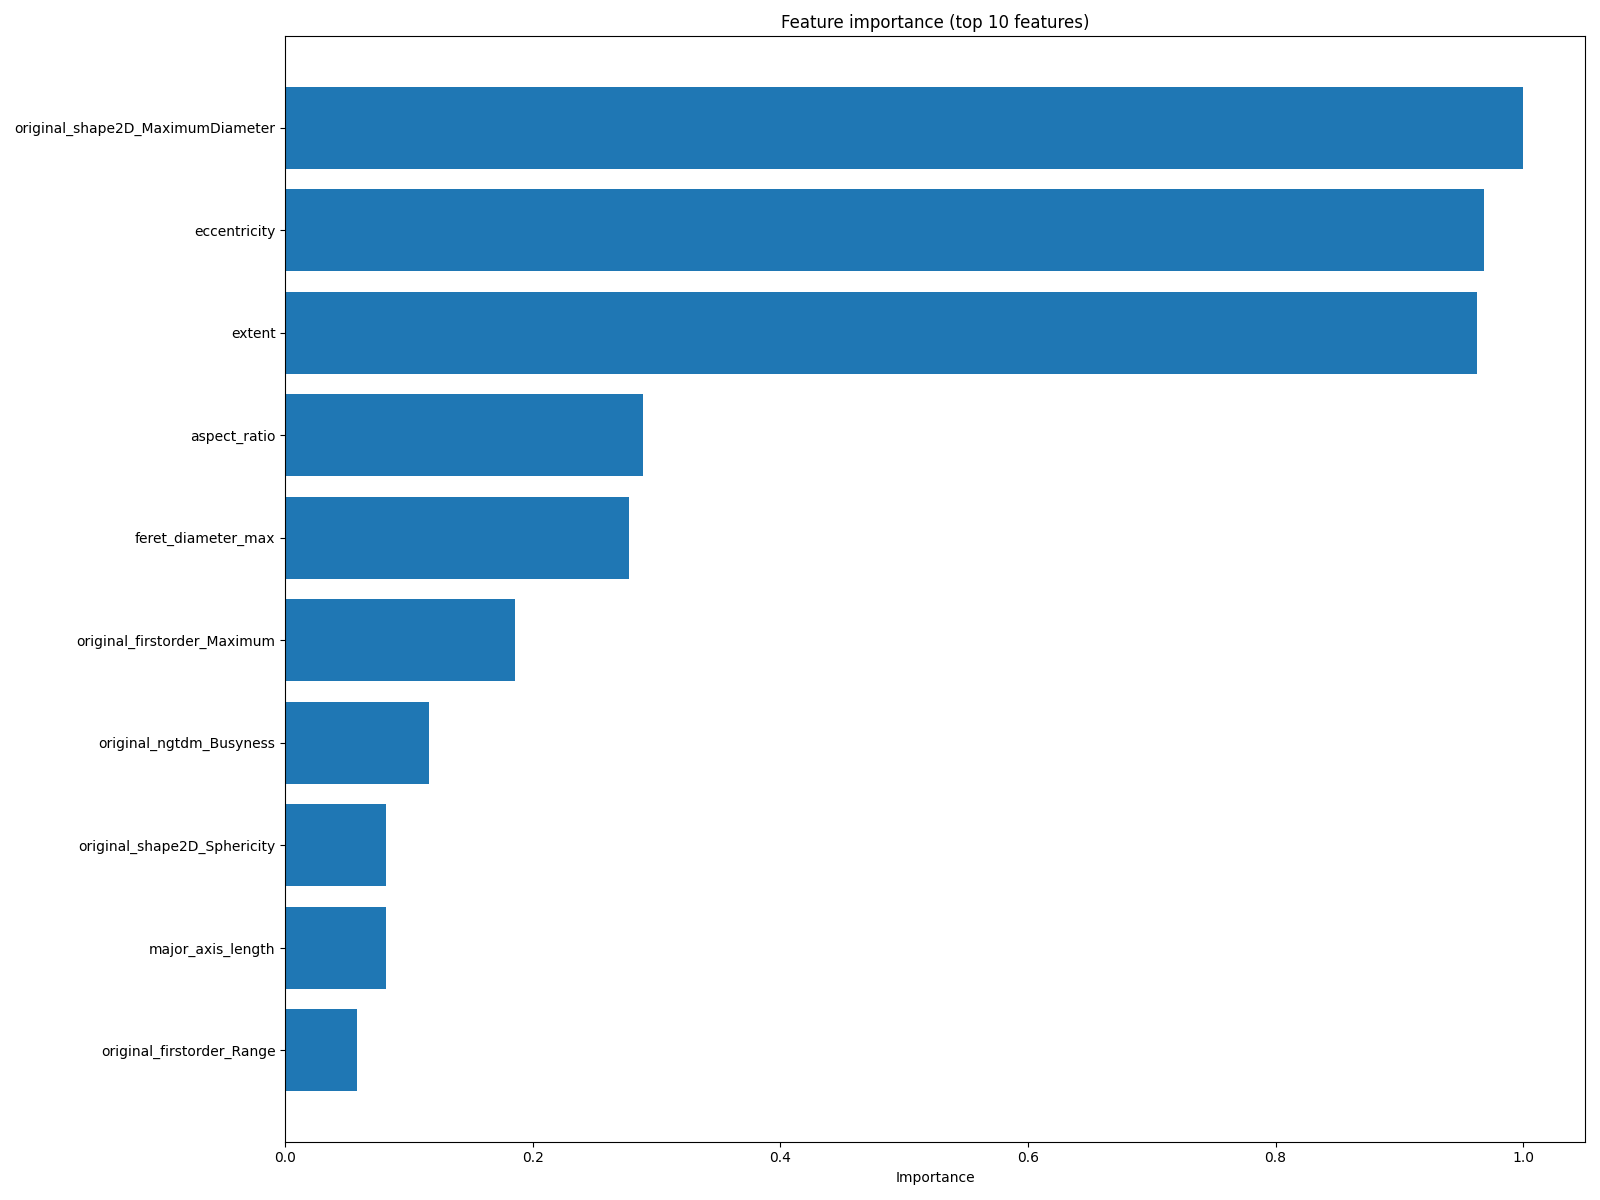 Feature importance (top 10 features)
original_shape2D_MaximumDiameter
eccentricity
extent
aspect_ratio
feret_diameter_max
original_firstorder_Maximum
original_ngtdm_Busyness
original_shape2D_Sphericity
major_axis_length
original_firstorder_Range
0.0 0.2 0.4 0.6 0.8 1.0
Importance